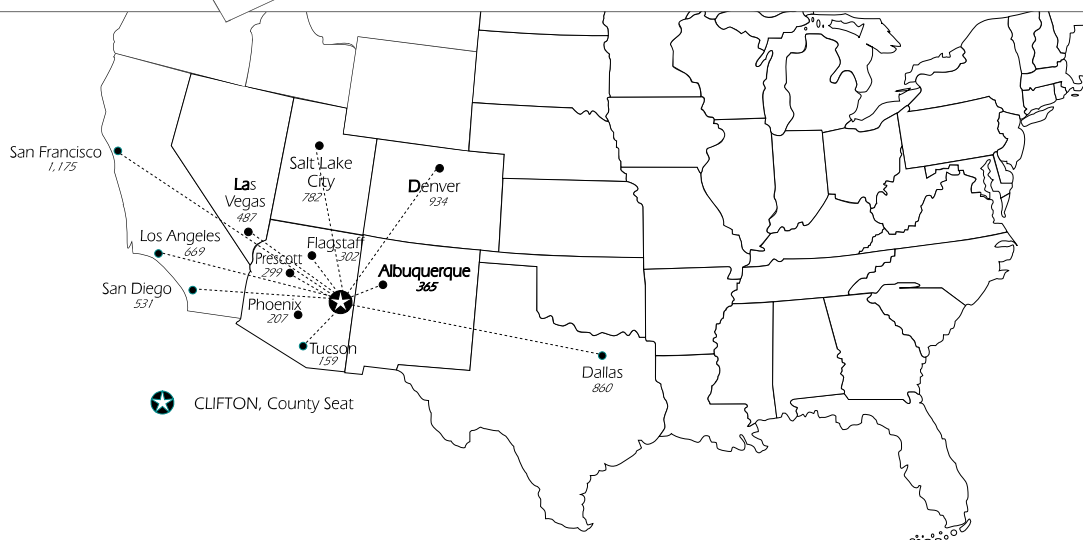 San Francisco
1,175
Salt Lake
City
782
Denver
934
Las
Vegas
487
Los Angeles
669
Flagstaff
302
Prescott
299
Albuquerque
365
San Diego
531
Phoenix
207
Tucson
159
Dallas
860
CLIFTON, County Seat